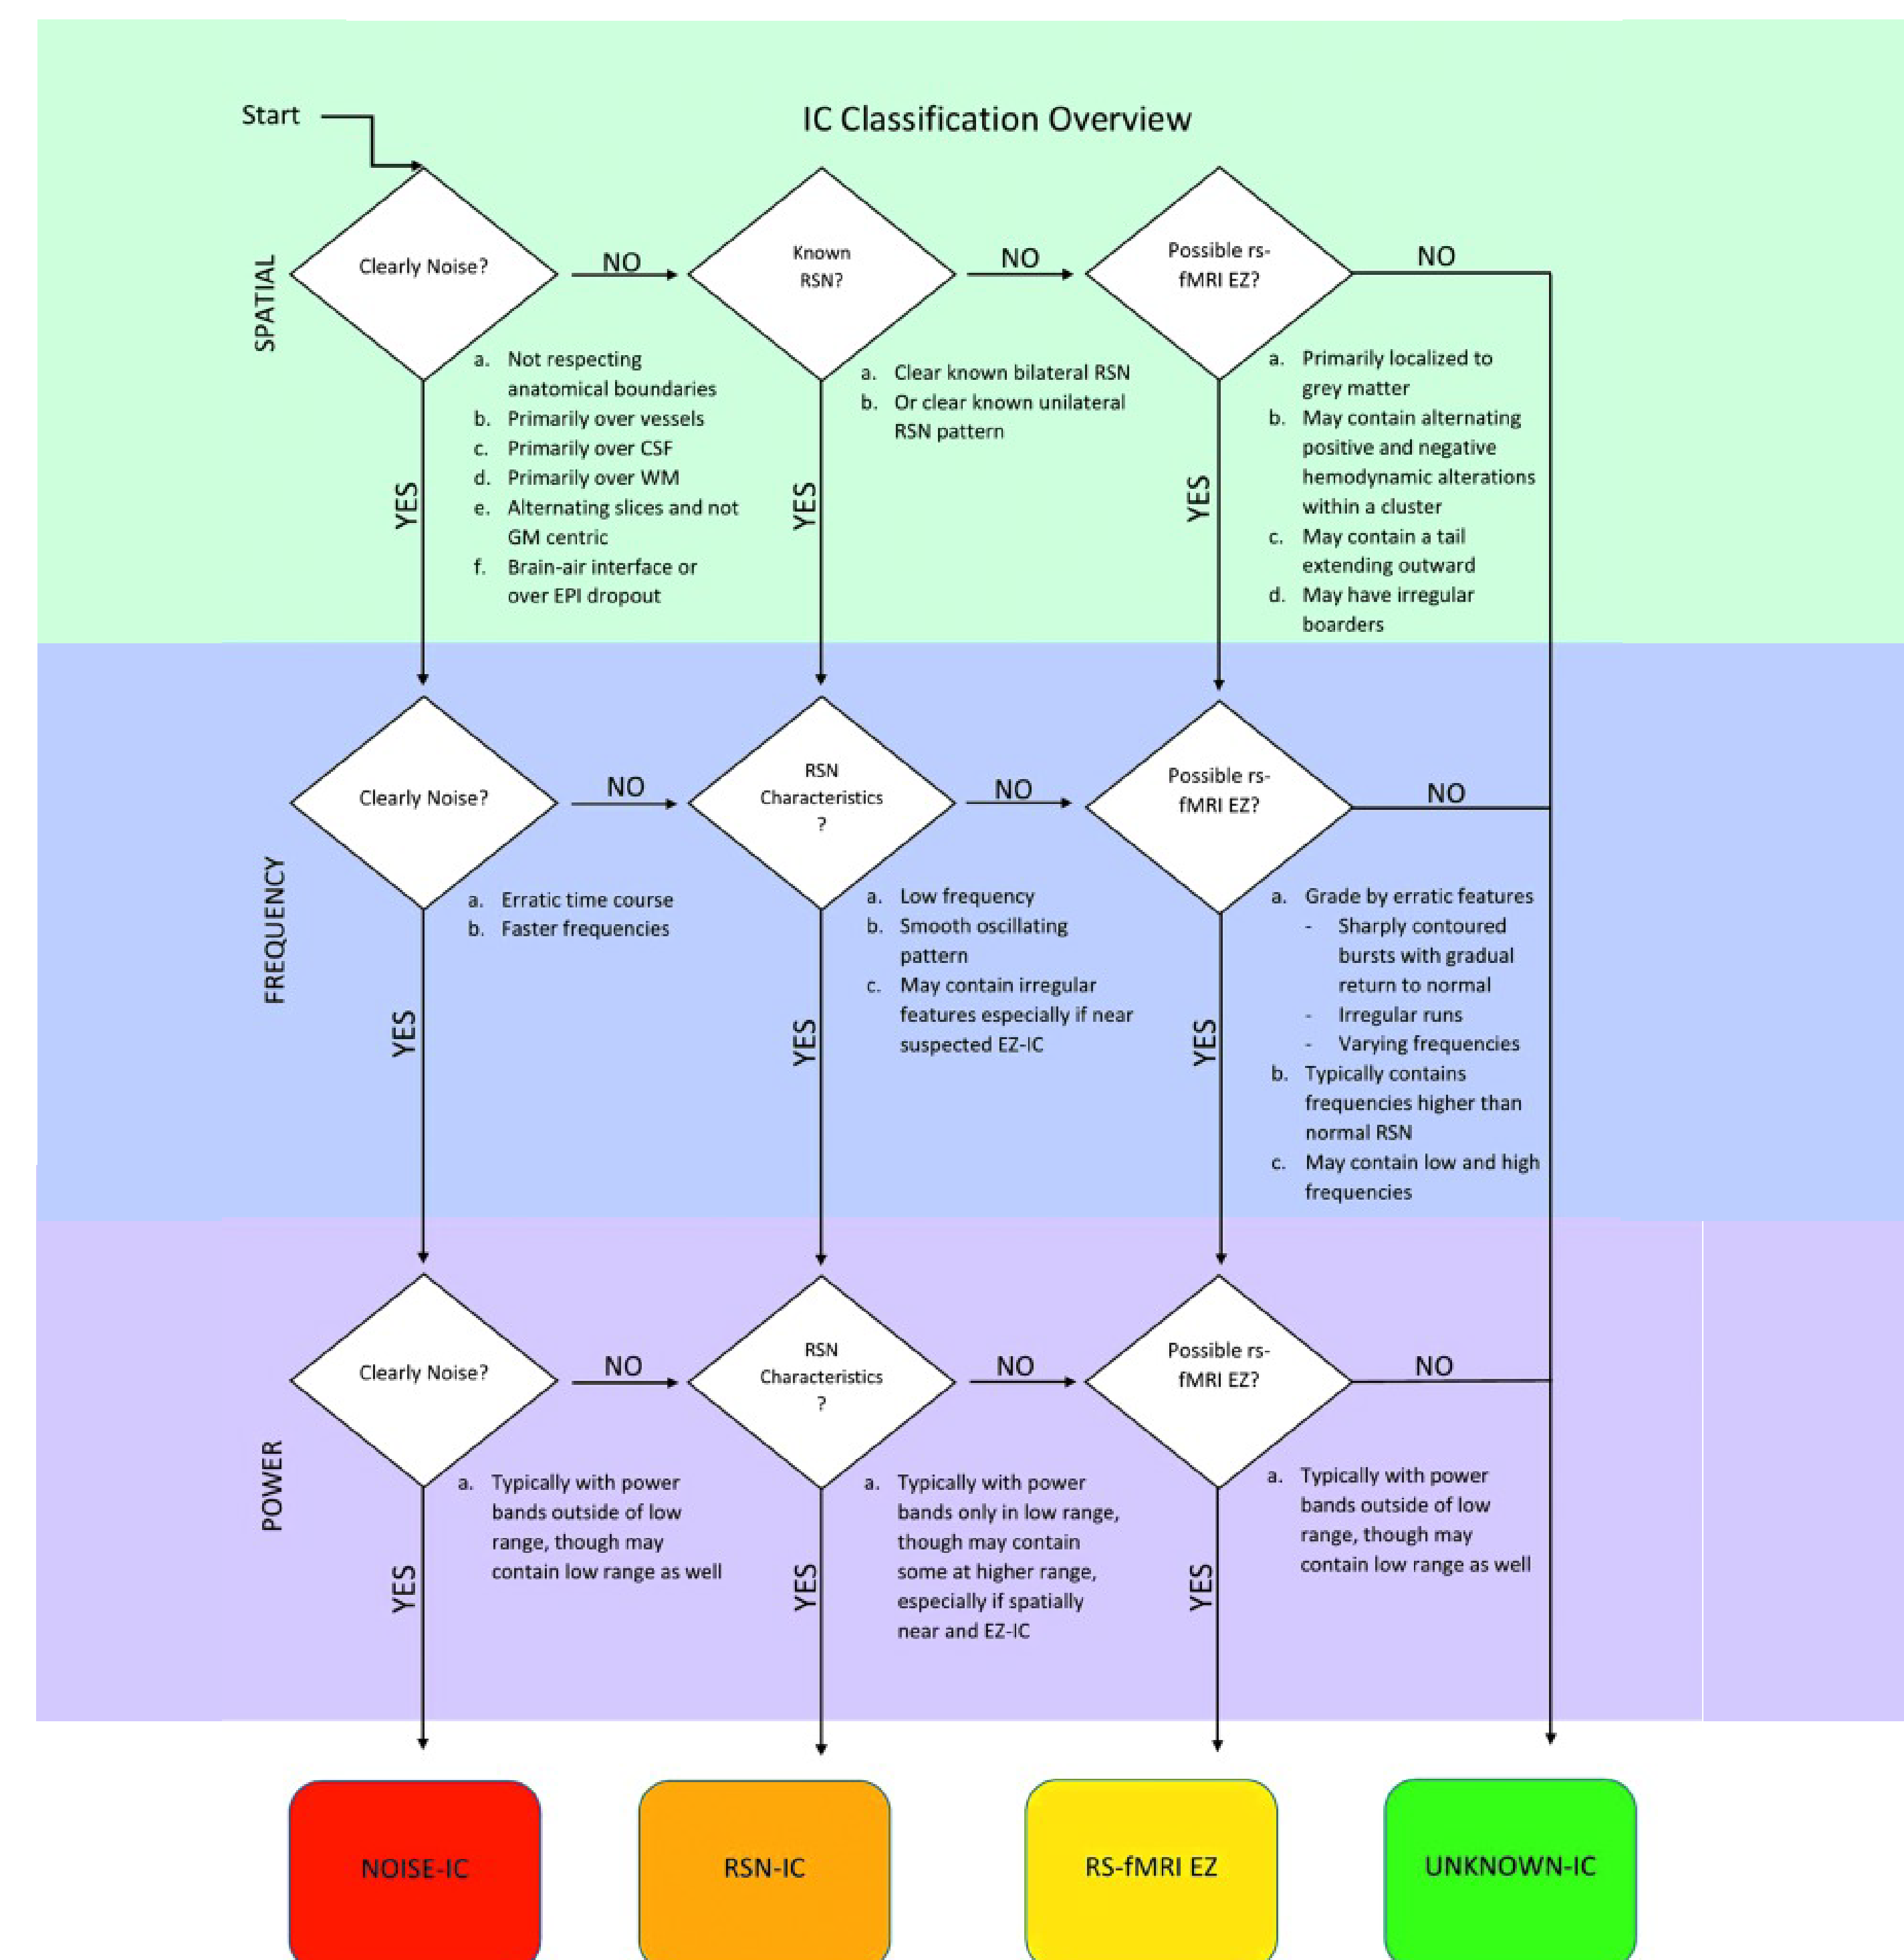 Start
IC Classification Overview
SPATIAL
Clearly Noise?
NO
Known
RSN?
NO
Possible rs-
fMRI EZ?
NO
a. Not respecting
anatomical boundaries
b. Primarily over vessels
c. Primarily over CSF
d. Primarily over WM
e. Alternating slices and not
GM centric
f. Brain-air interface or
over EPI dropout
YES
a. Clear known bilateral RSN
b. Or clear known unilateral
RSN pattern
YES
a. Primarily localized to
grey matter
b. May contain alternating
positive and negative
hemodynamic alterations
within a cluster
c. May contain a tail
extending outward
d. May have irregular
boarders
YES
FREQUENCY
Clearly Noise?
NO
RSN
Characteristics
?
NO
Possible rs-
fMRI EZ?
NO
a. Erratic time course
b. Faster frequencies
YES
a. Low frequency
b. Smooth oscillating
pattern
c. May contain irregular
features especially if near
suspected EZ-IC
YES
a. Grade by erratic features
- Sharply contoured
bursts with gradual
return to normal
- Irregular runs
- Varying frequencies
b. Typically contains
frequencies higher than
normal RSN
c. May contain low and high
frequencies
YES
POWER
Clearly Noise?
NO
RSN
Characteristics
?
NO
Possible rs-
fMRI EZ?
NO
a. Typically with power
bands outside of low
range, though may
contain low range as well
YES
a. Typically with power
bands only in low range,
though may contain
some at higher range,
especially if spatially
near and EZ-IC
YES
a. Typically with power
bands outside of low
range, though may
contain low range as well
YES
NOISE-IC
RSN-IC
RS-fMRI EZ
UNKNOWN-IC